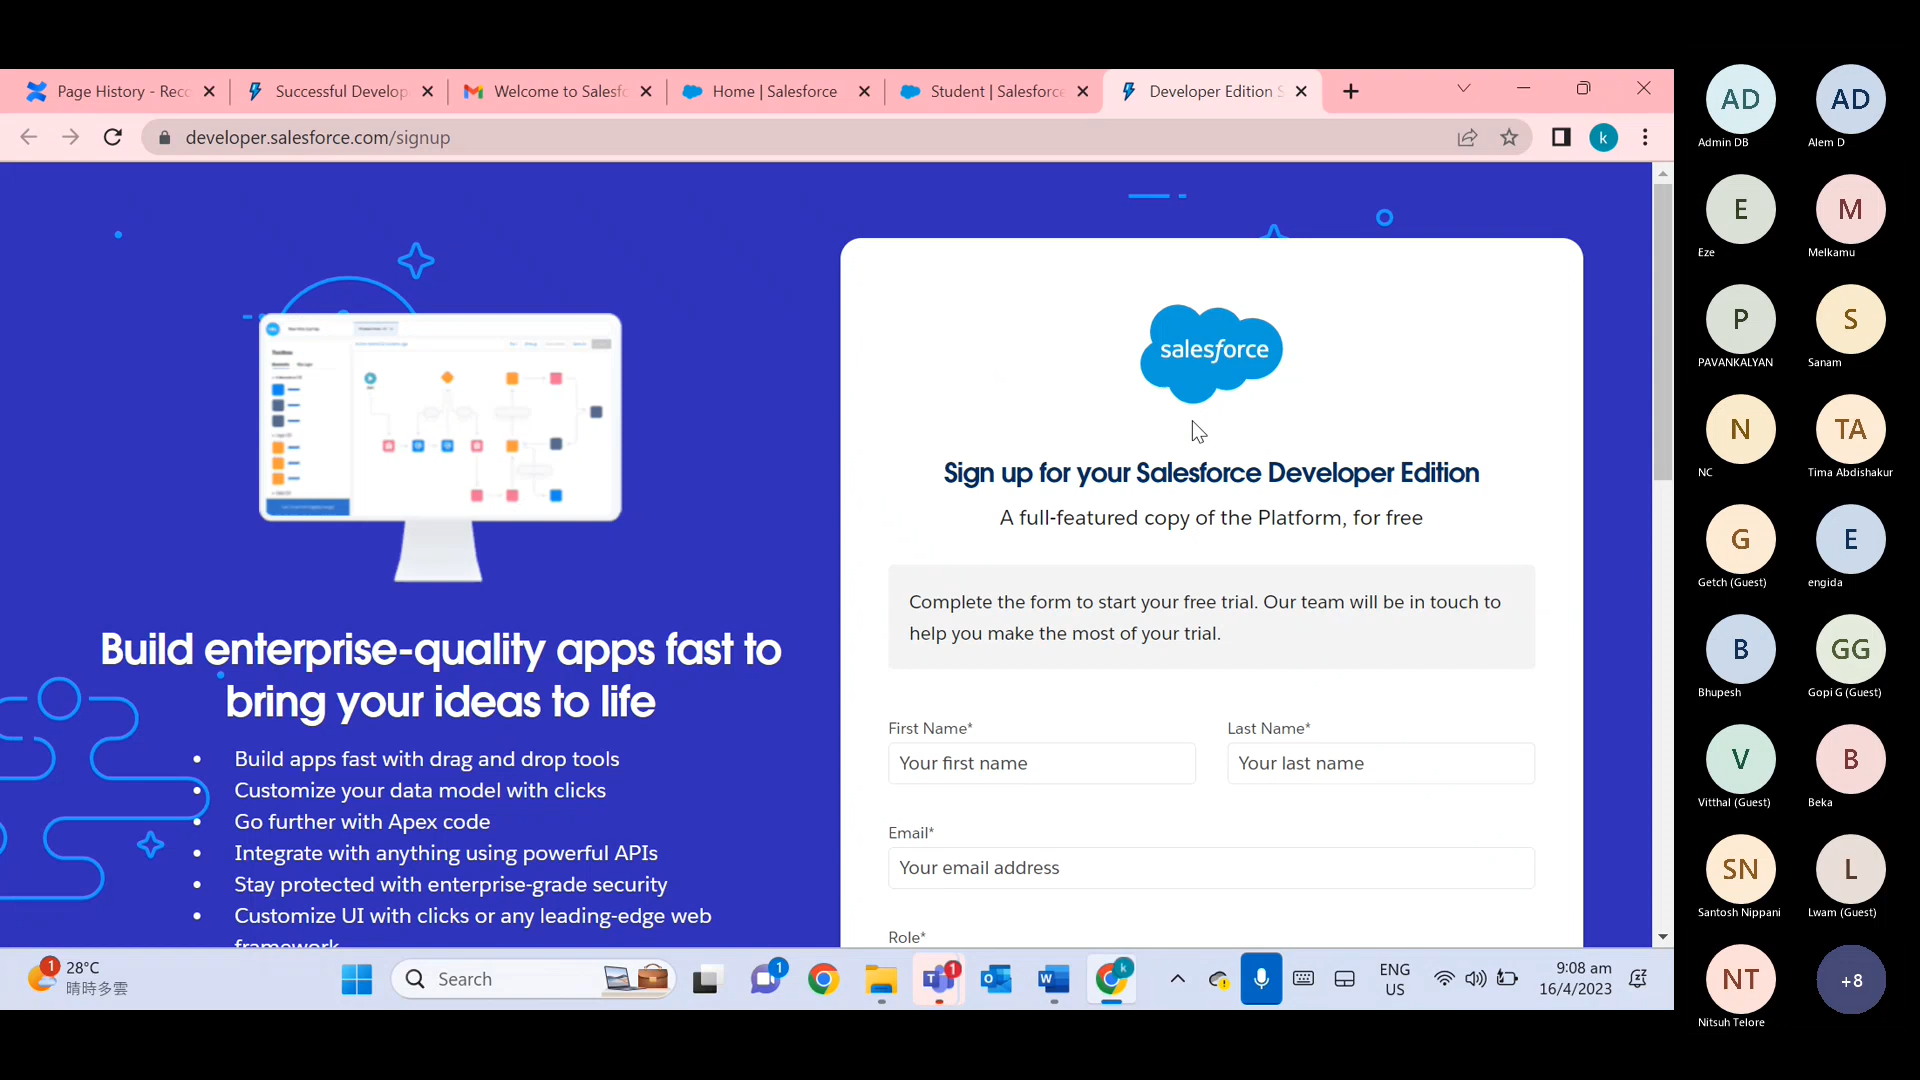 Page History - Reco
Successful Develop
Welcome to Salesfo
Home | Salesforce
Student | Salesforce
Developer Edition S
developer.salesforce.com/signup
k
Build enterprise-quality apps fast to
bring your ideas to life
• Build apps fast with drag and drop tools
• Customize your data model with clicks
• Go further with Apex code
• Integrate with anything using powerful APIs
• Stay protected with enterprise-grade security
• Customize UI with clicks or any leading-edge web
framework
salesforce
Sign up for your Salesforce Developer Edition
A full-featured copy of the Platform, for free
Complete the form to start your free trial. Our team will be in touch to
help you make the most of your trial.
First Name*
Last Name*
Your first name
Your last name
Email*
Your email address
Role*
1
28°C
晴時多雲
Search
1
1
k
ENG
US
9:08 am
16/4/2023
AD
AD
Admin DB
Alem D
E
M
Eze
Melkamu
P
S
PAVANKALYAN
Sanam
N
TA
NC
Tima Abdishakur
G
E
Getch (Guest)
engida
B
GG
Bhupesh
Gopi G (Guest)
V
B
Vitthal (Guest)
Beka
SN
L
Santosh Nippani
Lwam (Guest)
NT
+8
Nitsuh Telore